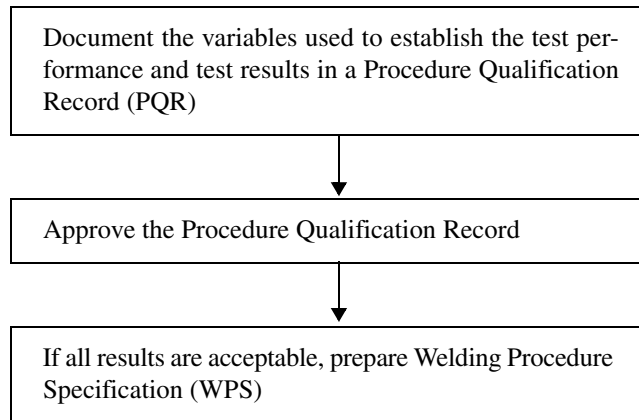 Document the variables used to establish the test per-
formance and test results in a Procedure Qualification
Record (PQR)
Approve the Procedure Qualification Record
If all results are acceptable, prepare Welding Procedure
Specification (WPS)